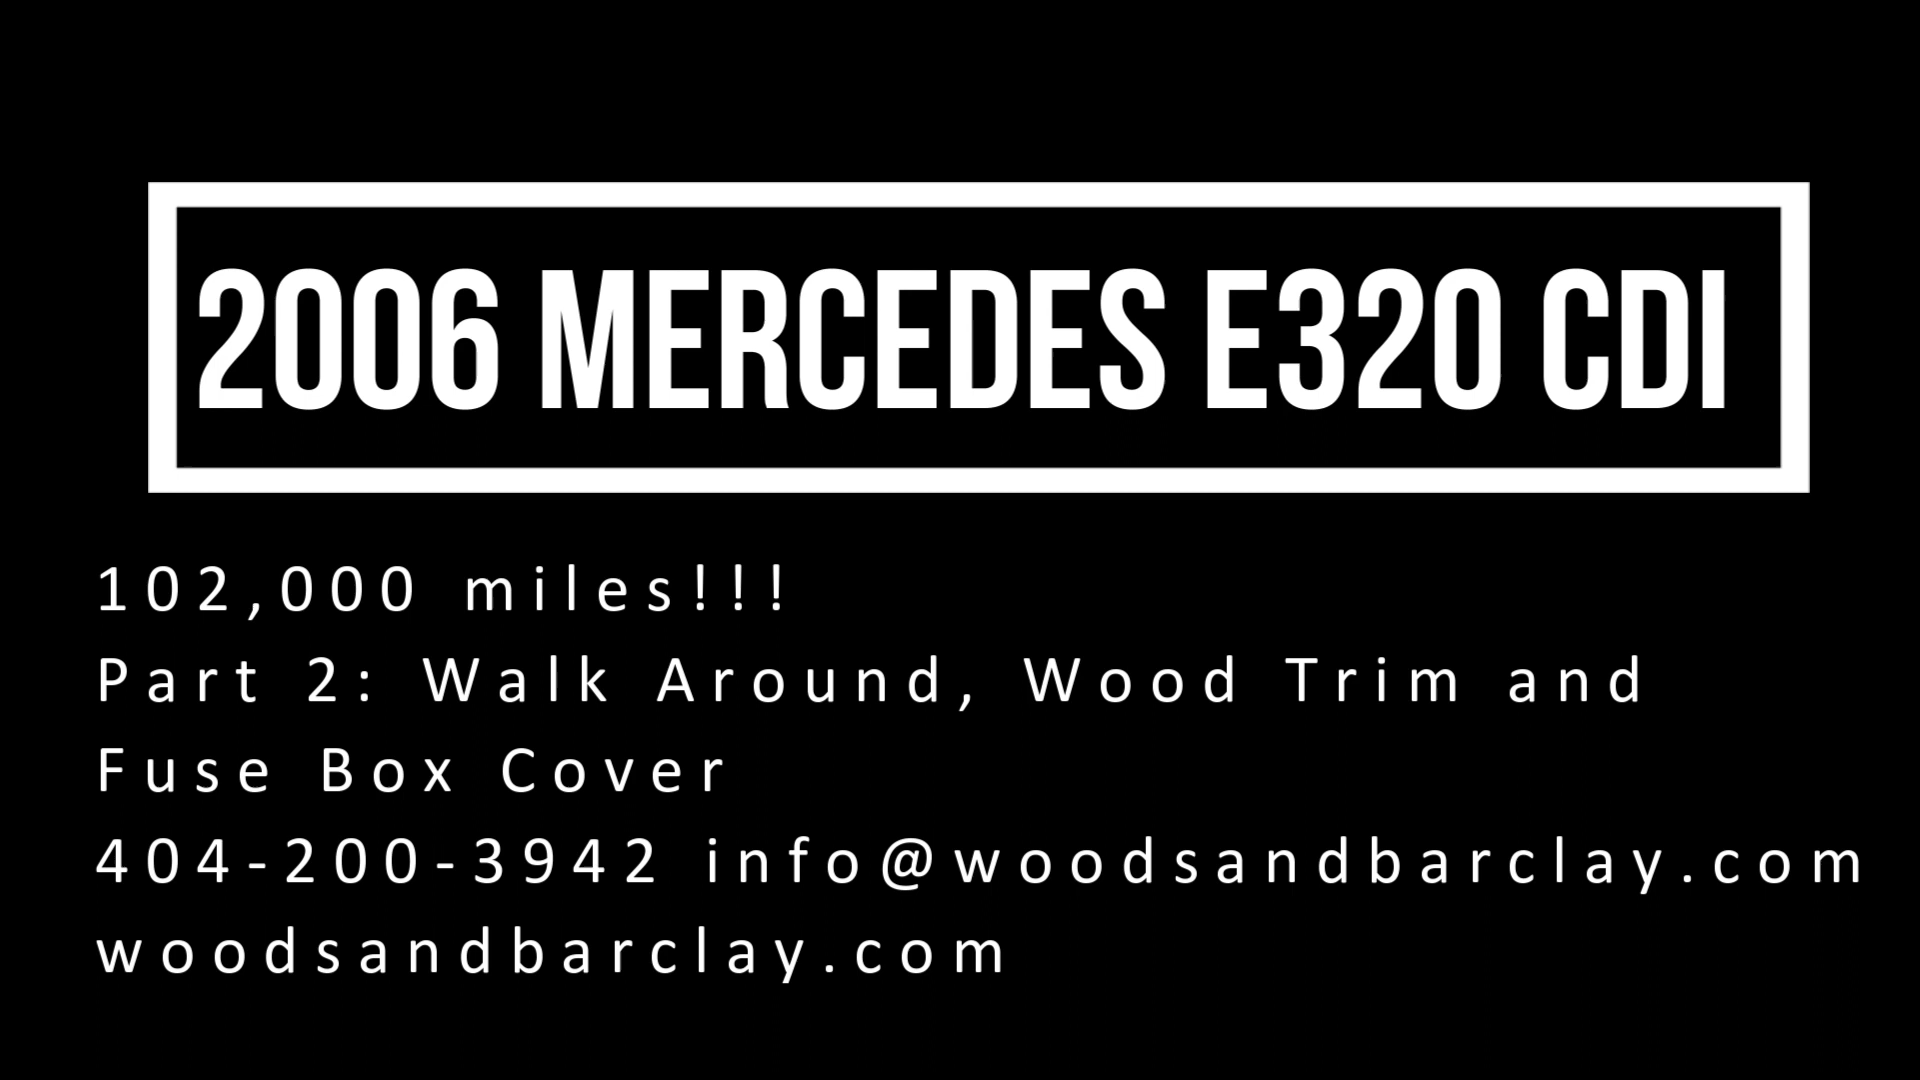 2006 MERCEDES E320 CDI
102,000 miles!!!
Part 2: Walk Around, Wood Trim and
Fuse Box Cover
404-200-3942 info@woodsandbarclay.com
woodsandbarclay.com